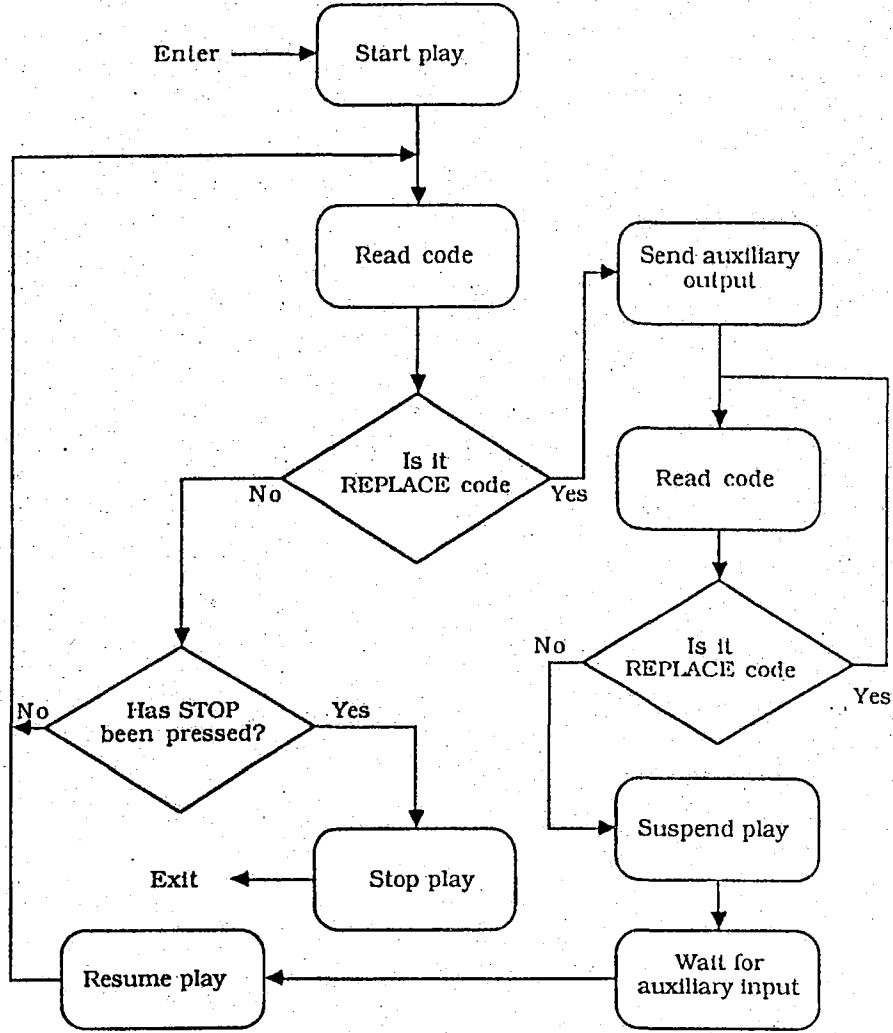 Enter
Start play
Read code
Send auxiliary
output
Is it
REPLACE code
No
Yes
Read code
Is it
REPLACE code
No
Yes
Has STOP
been pressed?
No
Yes
Suspend play
Exit
Stop play
Resume play
Wait for
auxiliary input